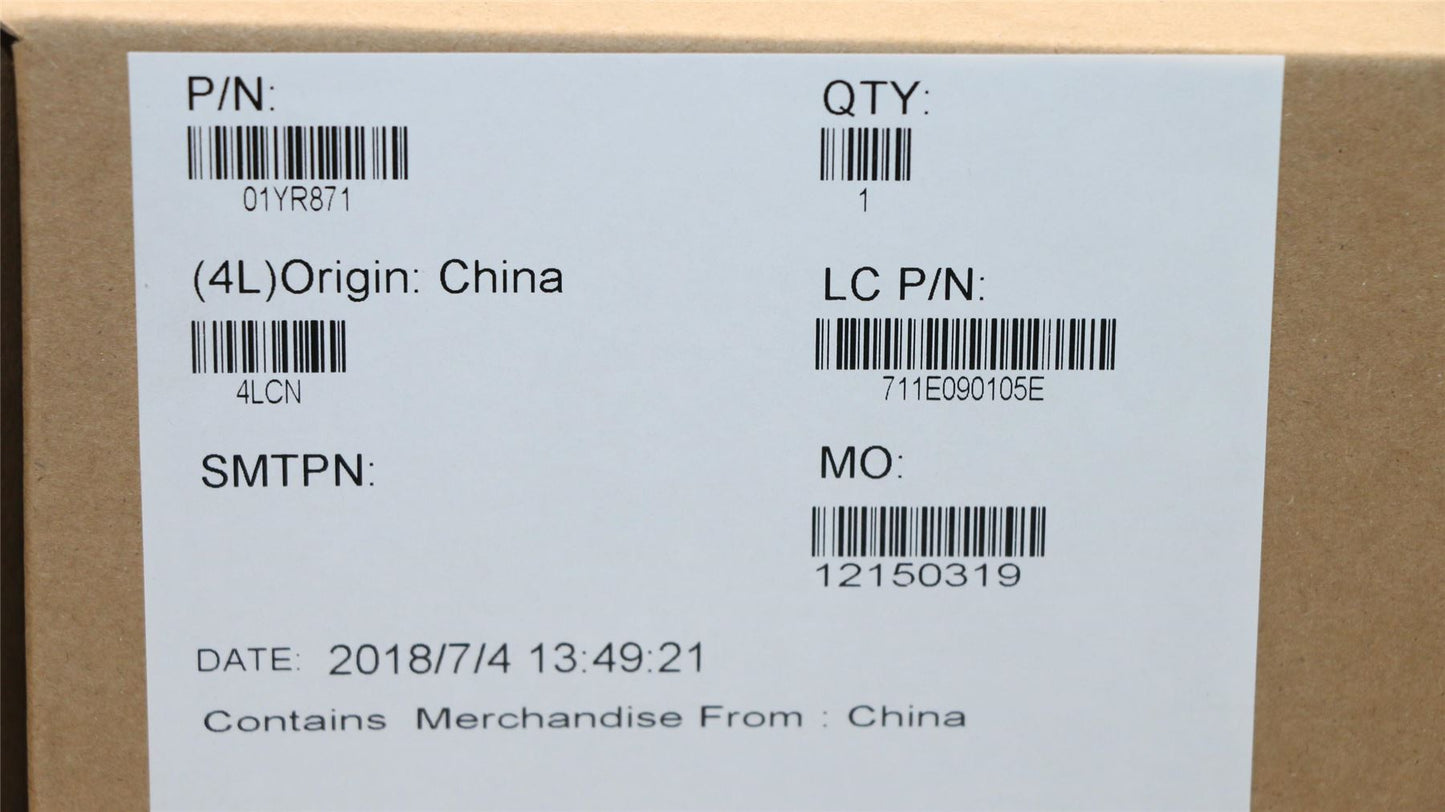 P/N:
01YR871
QTY:
1
(4L)Origin: China
4LCN
LC P/N:
711E090105E
SMTPN:
MO:
12150319
DATE: 2018/7/4 13:49:21
Contains Merchandise From : China